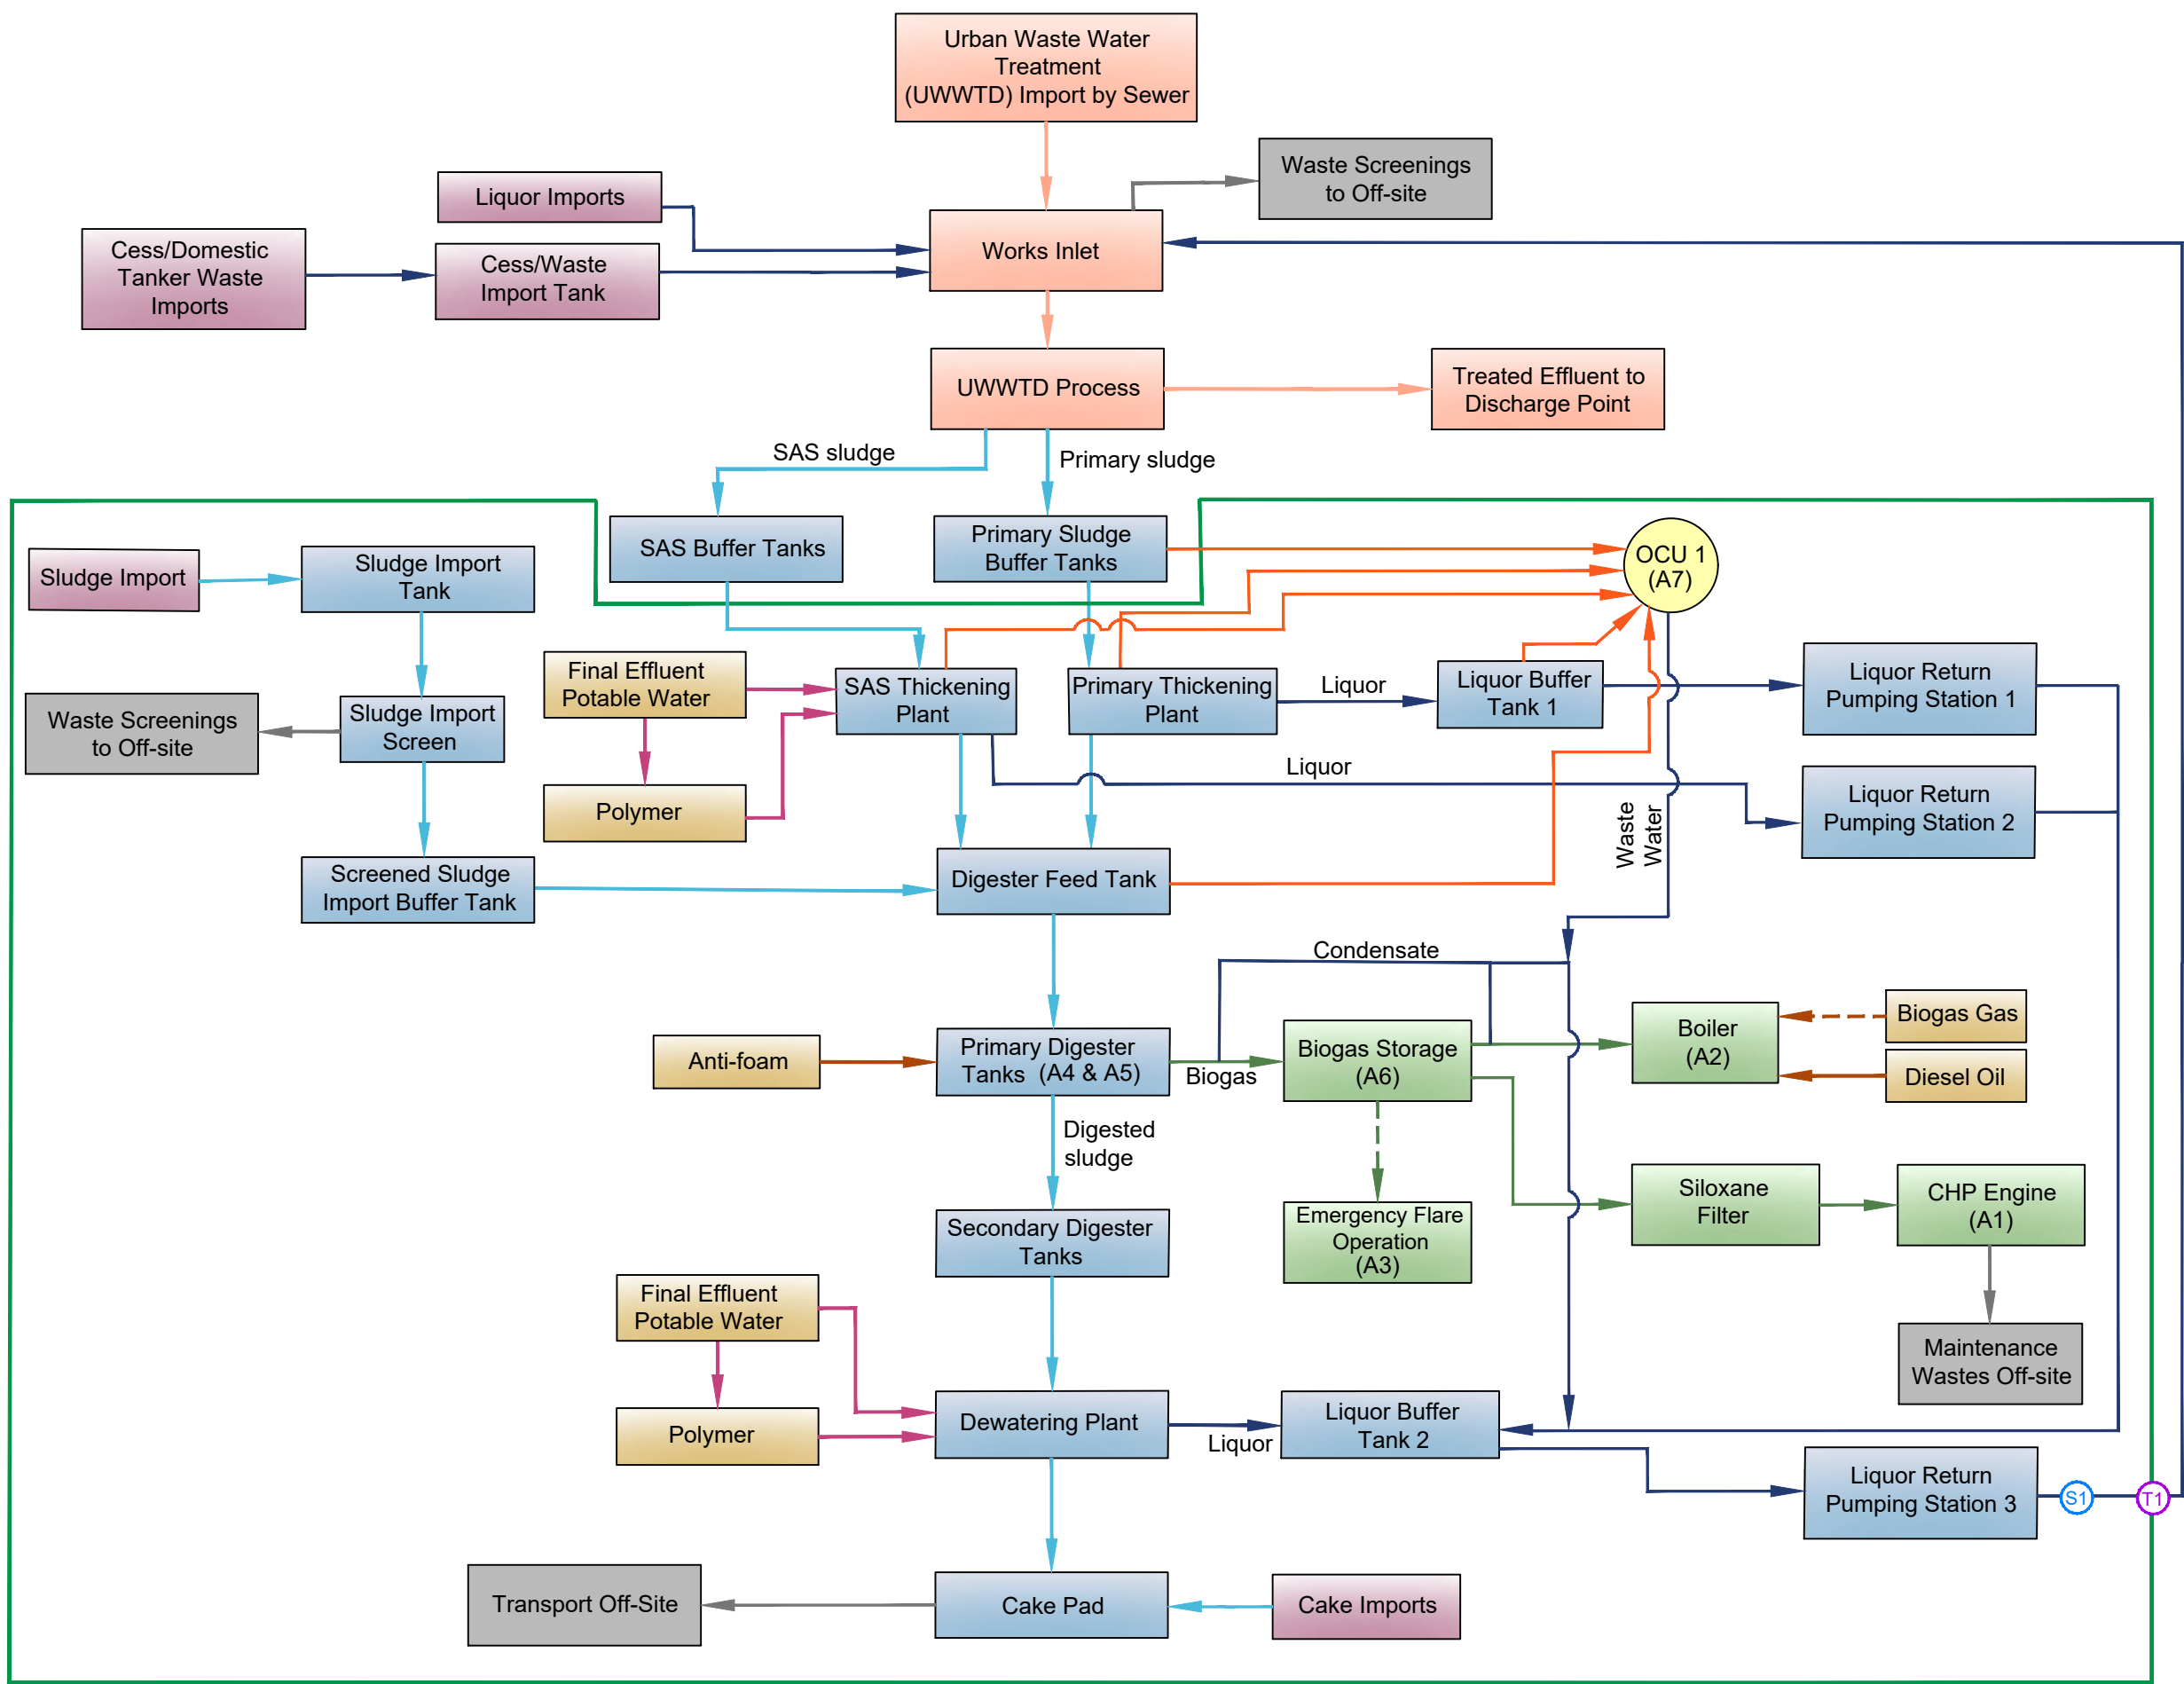 Urban Waste Water
Treatment
(UWWTD) Import by Sewer
Waste Screenings
to Off-site
Liquor Imports
Cess/Domestic
Tanker Waste
Imports
Cess/Waste
Import Tank
Works Inlet
UWWTD Process
Treated Effluent to
Discharge Point
SAS sludge
Primary sludge
SAS Buffer Tanks
Primary Sludge
Buffer Tanks
OCU 1
(A7)
Sludge Import
Sludge Import
Tank
Final Effluent
Potable Water
SAS Thickening
Plant
Primary Thickening
Plant
Liquor
Liquor Buffer
Tank 1
Liquor Return
Pumping Station 1
Waste Screenings
to Off-site
Sludge Import
Screen
Liquor
Liquor Return
Pumping Station 2
Polymer
Waste
Water
Screened Sludge
Import Buffer Tank
Digester Feed Tank
Condensate
Anti-foam
Primary Digester
Tanks (A4 & A5)
Biogas
Biogas Storage
(A6)
Boiler
(A2)
Biogas Gas
Diesel Oil
Digested
sludge
Secondary Digester
Tanks
Emergency Flare
Operation
(A3)
Siloxane
Filter
CHP Engine
(A1)
Final Effluent
Potable Water
Maintenance
Wastes Off-site
Polymer
Dewatering Plant
Liquor
Liquor Buffer
Tank 2
Liquor Return
Pumping Station 3
S1
T1
Transport Off-Site
Cake Pad
Cake Imports